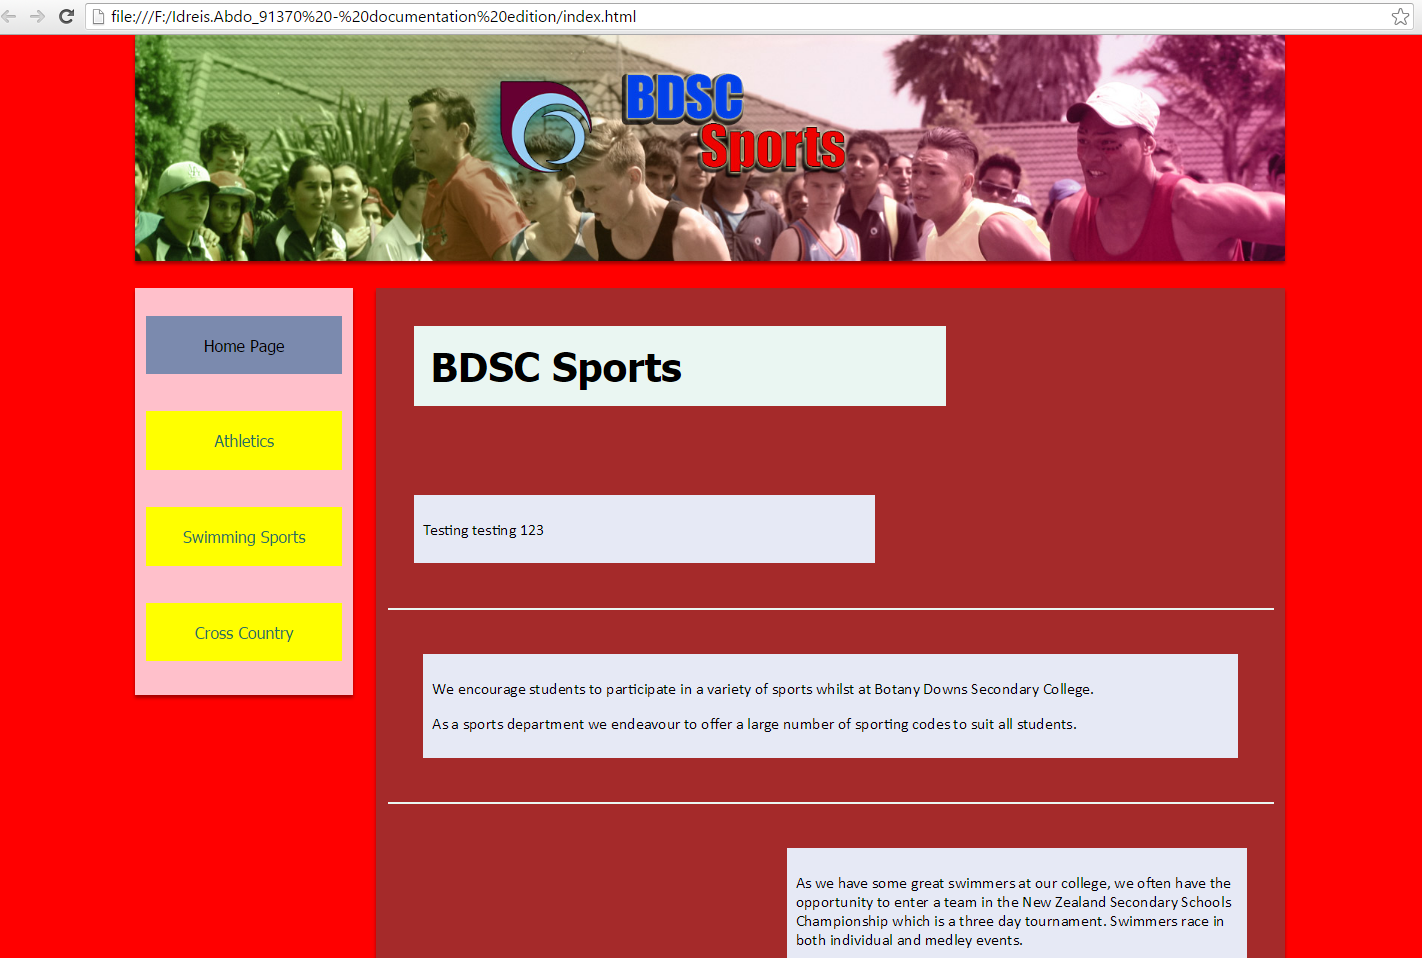 file:///F:/Idreis.Abdo_91370%20-%20documentation%20edition/index.html
BDSC
Sports
Home Page
Athletics
Swimming Sports
Cross Country
BDSC Sports
Testing testing 123
We encourage students to participate in a variety of sports whilst at Botany Downs Secondary College.
As a sports department we endeavour to offer a large number of sporting codes to suit all students.
As we have some great swimmers at our college, we often have the
opportunity to enter a team in the New Zealand Secondary Schools
Championship which is a three day tournament. Swimmers race in
both individual and medley events.